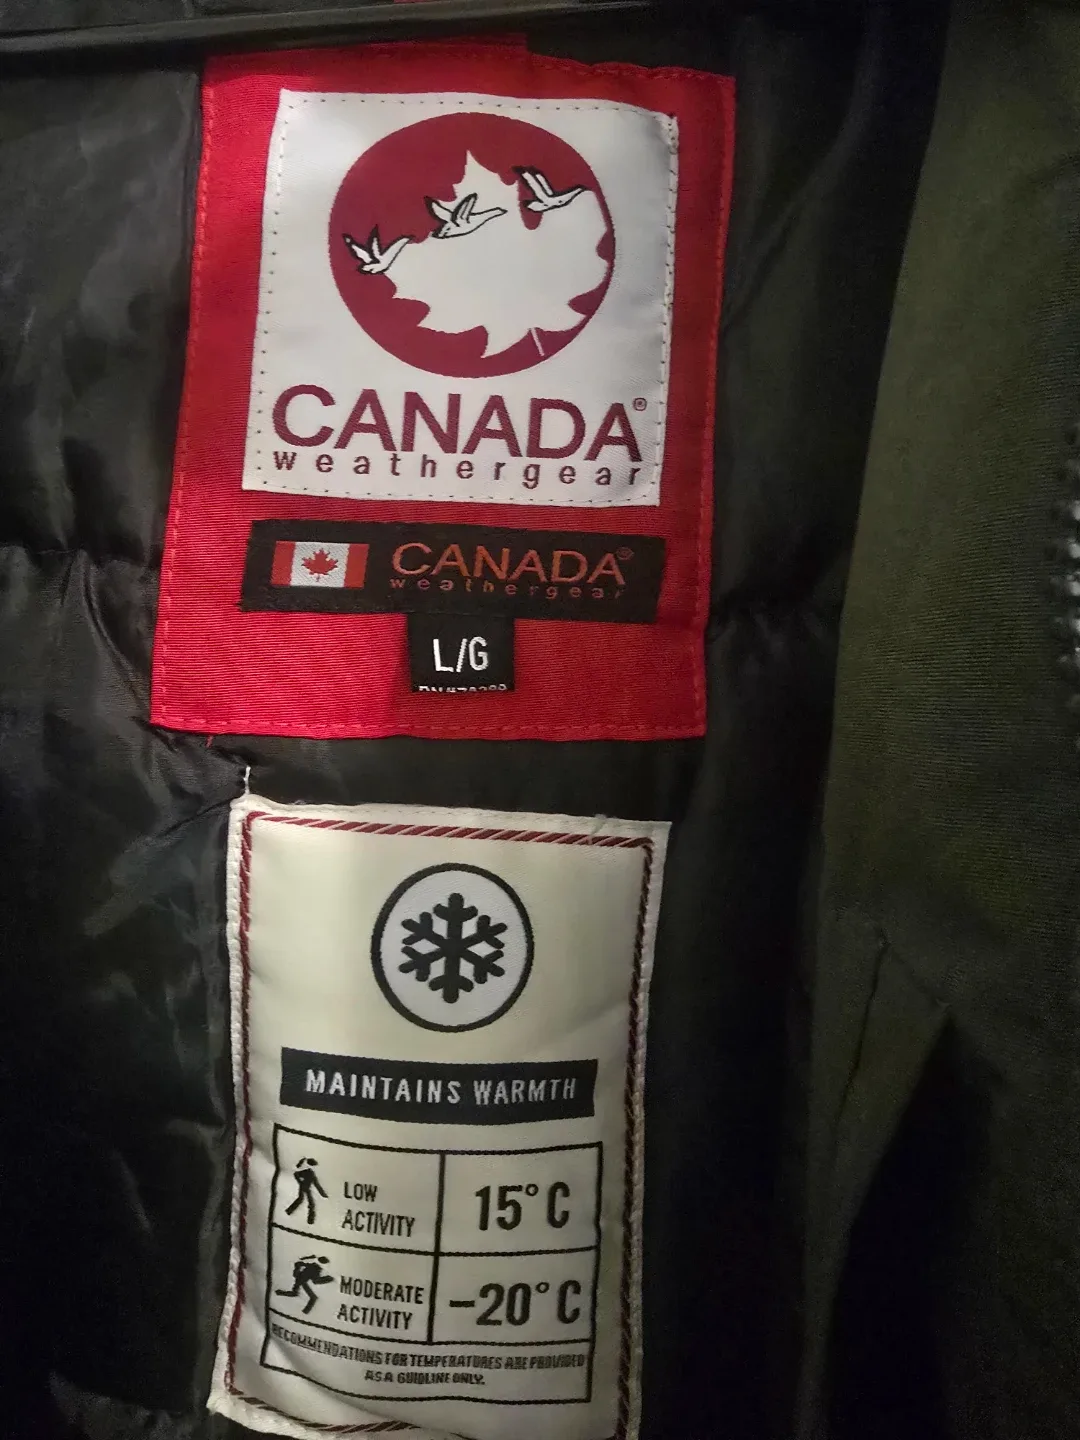 CANADA®
weathergear
CANADA®
weathergear
L/G
MAINTAINS WARMTH
LOW
ACTIVITY
15°C
MODERATE
ACTIVITY
-20°C
RECOMMENDATIONS FOR TEMPERATURES ARE PROVIDED
AS A GUIDLINE ONLY.